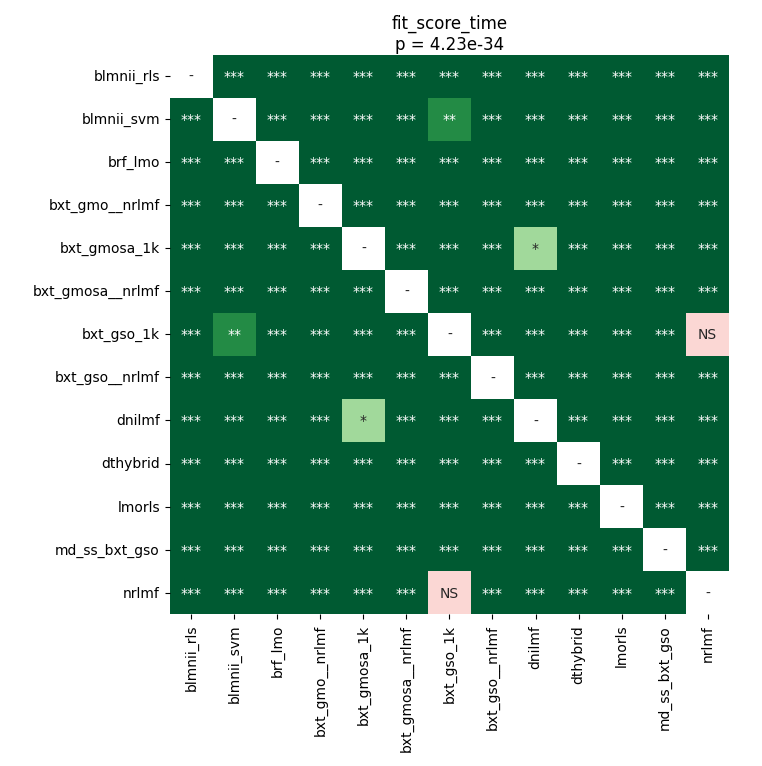 fit_score_time
p = 4.23e-34
blmnii_rls - *** *** *** *** *** *** *** *** *** *** *** ***
blmnii_svm *** - *** *** *** *** ** *** *** *** *** *** ***
brf_lmo *** *** - *** *** *** *** *** *** *** *** *** ***
bxt_gmo__nrlmf *** *** *** - *** *** *** *** *** *** *** *** ***
bxt_gmosa_1k *** *** *** *** - *** *** *** * *** *** *** ***
bxt_gmosa__nrlmf *** *** *** *** *** - *** *** *** *** *** *** ***
bxt_gso_1k *** ** *** *** *** *** - *** *** *** *** *** NS
bxt_gso__nrlmf *** *** *** *** *** *** *** - *** *** *** *** ***
dnilmf *** *** *** *** * *** *** *** - *** *** *** ***
dthybrid *** *** *** *** *** *** *** *** *** - *** *** ***
lmorls *** *** *** *** *** *** *** *** *** *** - *** ***
md_ss_bxt_gso *** *** *** *** *** *** *** *** *** *** *** - ***
nrlmf *** *** *** *** *** *** NS *** *** *** *** *** -
blmnii_rls
blmnii_svm
brf_lmo
bxt_gmo__nrlmf
bxt_gmosa_1k
bxt_gmosa__nrlmf
bxt_gso_1k
bxt_gso__nrlmf
dnilmf
dthybrid
lmorls
md_ss_bxt_gso
nrlmf